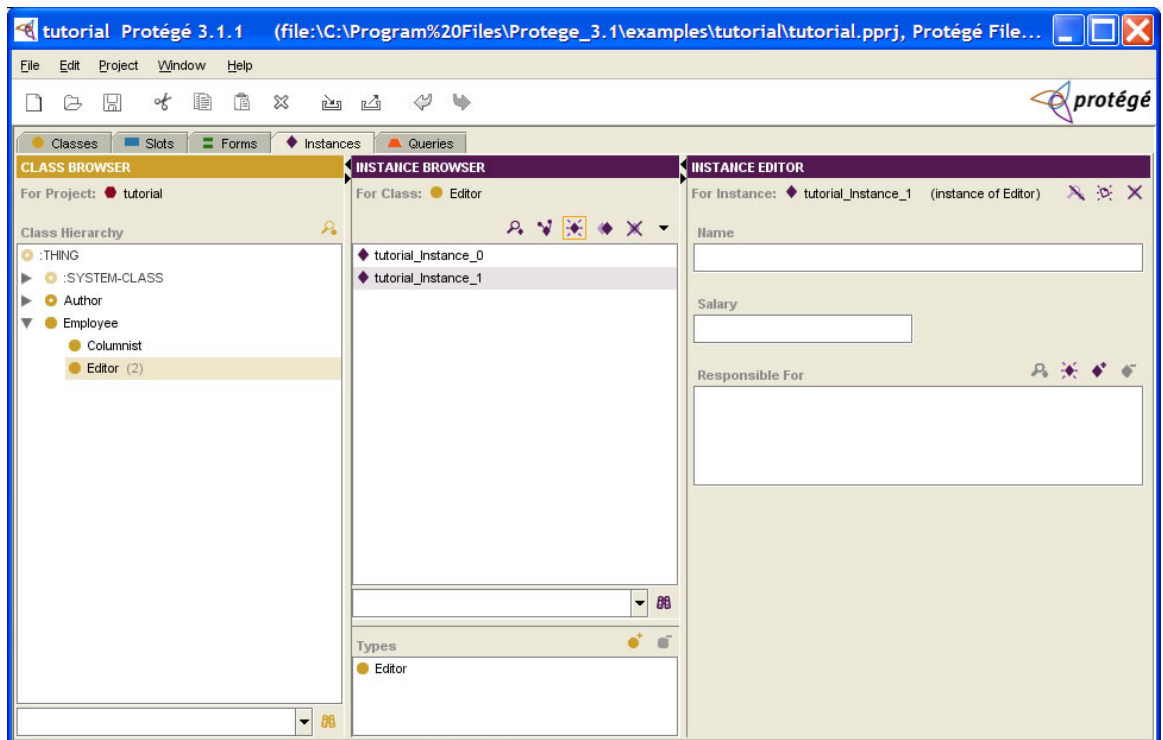 tutorial Protégé 3.1.1 (file:\C:\Program%20Files\Protege_3.1\examples\tutorial\tutorial.pprj, Protégé File...
File Edit Project Window Help
protégé
Classes Slots Forms Instances Queries
CLASS BROWSER
For Project: tutorial
Class Hierarchy
:THING
:SYSTEM-CLASS
Author
Employee
Columnist
Editor (2)
INSTANCE BROWSER
For Class: Editor
tutorial_Instance_0
tutorial_Instance_1
Types
Editor
INSTANCE EDITOR
For Instance: tutorial_Instance_1 (instance of Editor)
Name
Salary
Responsible For